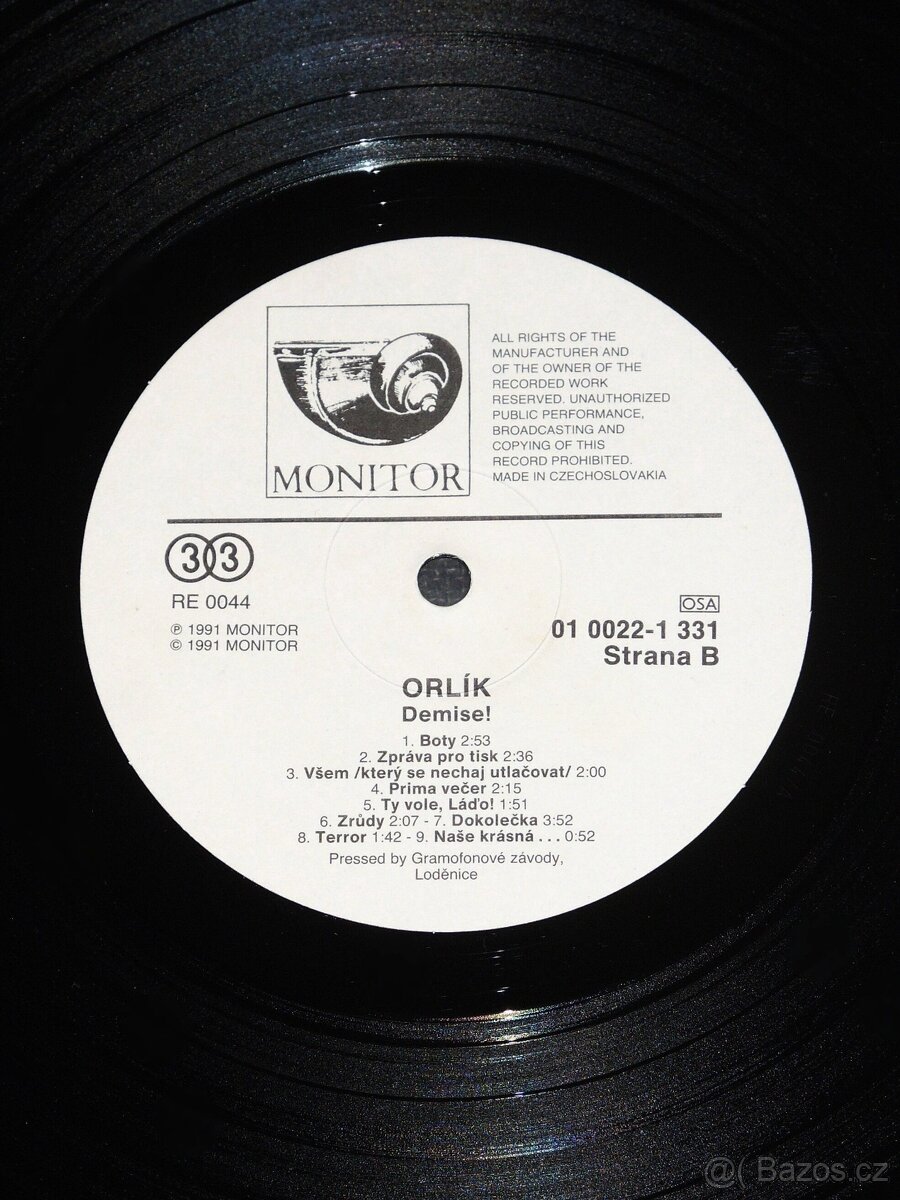 MONITOR
ALL RIGHTS OF THE
MANUFACTURER AND
OF THE OWNER OF THE
RECORDED WORK
RESERVED. UNAUTHORIZED
PUBLIC PERFORMANCE,
BROADCASTING AND
COPYING OF THIS
RECORD PROHIBITED.
MADE IN CZECHOSLOVAKIA
33
RE 0044
℗ 1991 MONITOR
© 1991 MONITOR
OSA
01 0022-1 331
Strana B
ORLÍK
Demise!
1. Boty 2:53
2. Zpráva pro tisk 2:36
3. Všem /který se nechaj utlačovat/ 2:00
4. Prima večer 2:15
5. Ty vole, Láďo! 1:51
6. Zrůdy 2:07 - 7. Dokolečka 3:52
8. Terror 1:42 - 9. Naše krásná . . . 0:52
Pressed by Gramofonové závody,
Loděnice
@( Bazos.cz